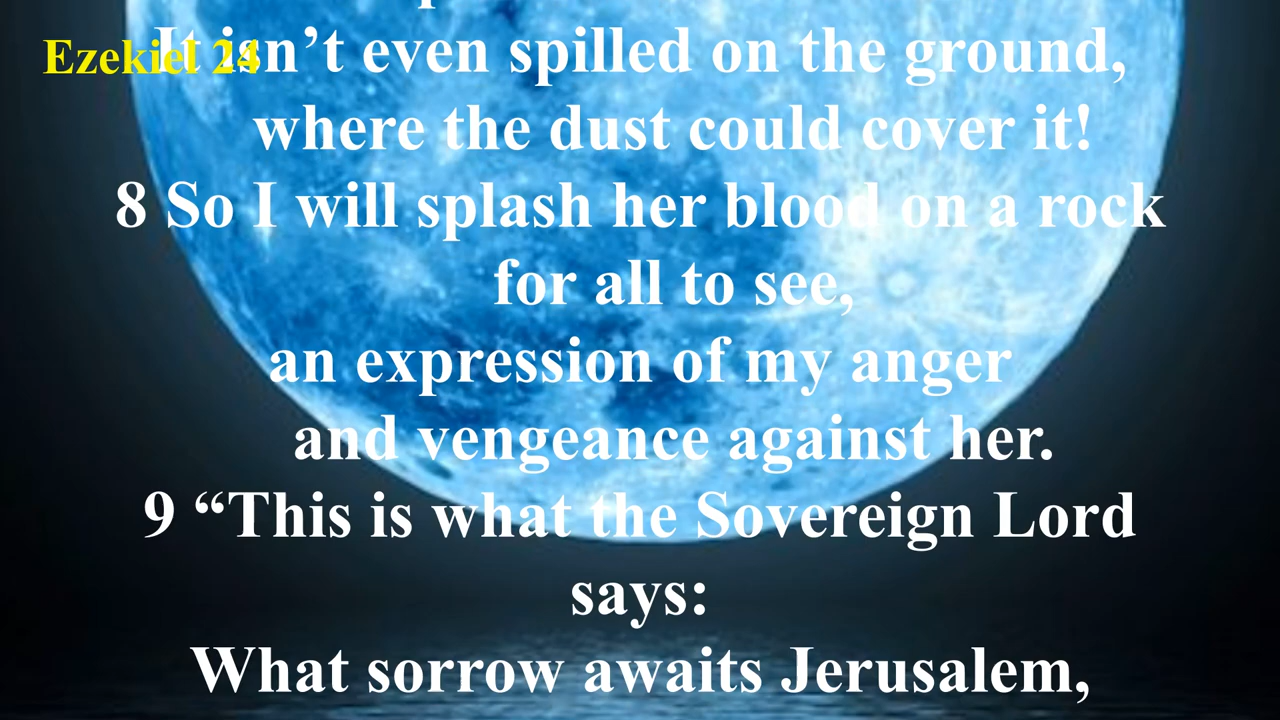 Ezekiel 24
It isn’t even spilled on the ground,
where the dust could cover it!
8 So I will splash her blood on a rock
for all to see,
an expression of my anger
and vengeance against her.
9 “This is what the Sovereign Lord
says:
What sorrow awaits Jerusalem,